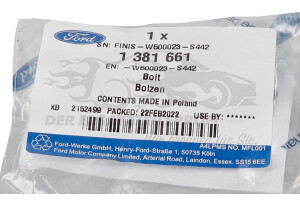 1 x
Ford
SN: FINIS-W500023-S442
1 381 661
EN: -W500023-S442
Bolt
Bolzen
CONTENTS MADE IN Poland
KB 2152499 PACKED: 22FEB2022 USE BY: *******
A4LPMS NO. MFL001
Ford-Werke GmbH, Henry-Ford-Straße 1, 50735 Köln
Ford Motor Company Limited, Arterial Road, Laindon, Essex, SS15 6EE